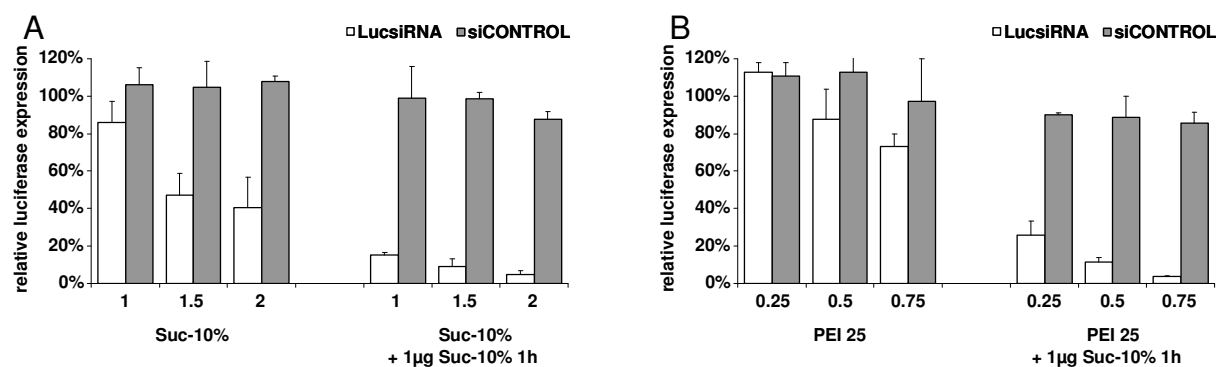 A
LucsiRNA siCONTROL
relative luciferase expression
120%
100%
80%
60%
40%
20%
0%
1 1.5 2 1 1.5 2
Suc-10% Suc-10%
+ 1µg Suc-10% 1h
B
LucsiRNA siCONTROL
relative luciferase expression
120%
100%
80%
60%
40%
20%
0%
0.25 0.5 0.75 0.25 0.5 0.75
PEI 25 PEI 25
+ 1µg Suc-10% 1h